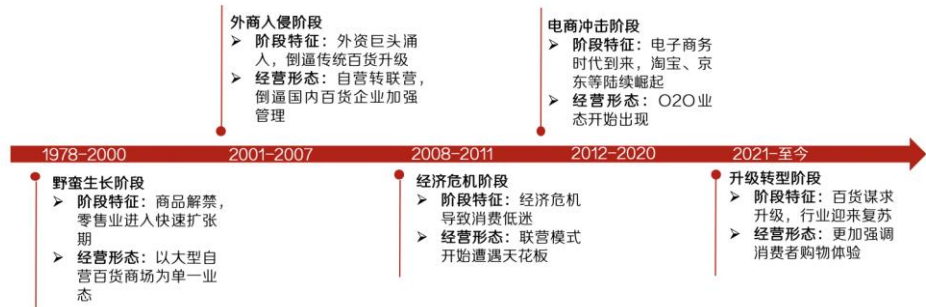 外商入侵阶段
➤ 阶段特征：外资巨头涌
入，倒逼传统百货升级
➤ 经营形态：自营转联营，
倒逼国内百货企业加强
管理
电商冲击阶段
➤ 阶段特征：电子商务
时代到来，淘宝、京
东等陆续崛起
➤ 经营形态：O2O业
态开始出现
1978-2000
2001-2007
2008-2011
2012-2020
2021-至今
野蛮生长阶段
➤ 阶段特征：商品解禁，
零售业进入快速扩张
期
➤ 经营形态：以大型自
营百货商场为单一业
态
经济危机阶段
➤ 阶段特征：经济危机
导致消费低迷
➤ 经营形态：联营模式
开始遭遇天花板
升级转型阶段
➤ 阶段特征：百货谋求
升级，行业迎来复苏
➤ 经营形态：更加强调
消费者购物体验